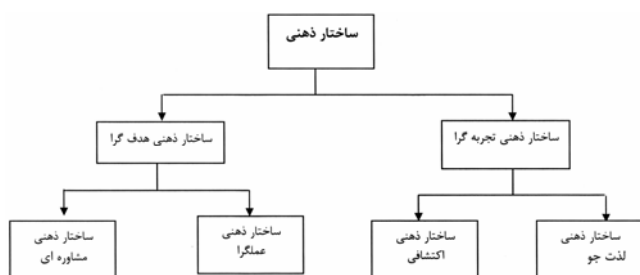 ساختار ذهنی
ساختار ذهنی تجربه گرا
ساختار ذهنی هدف گرا
ساختار ذهنی
لذت جو
ساختار ذهنی
اکتشافی
ساختار ذهنی
عملگرا
ساختار ذهنی
مشاوره ای